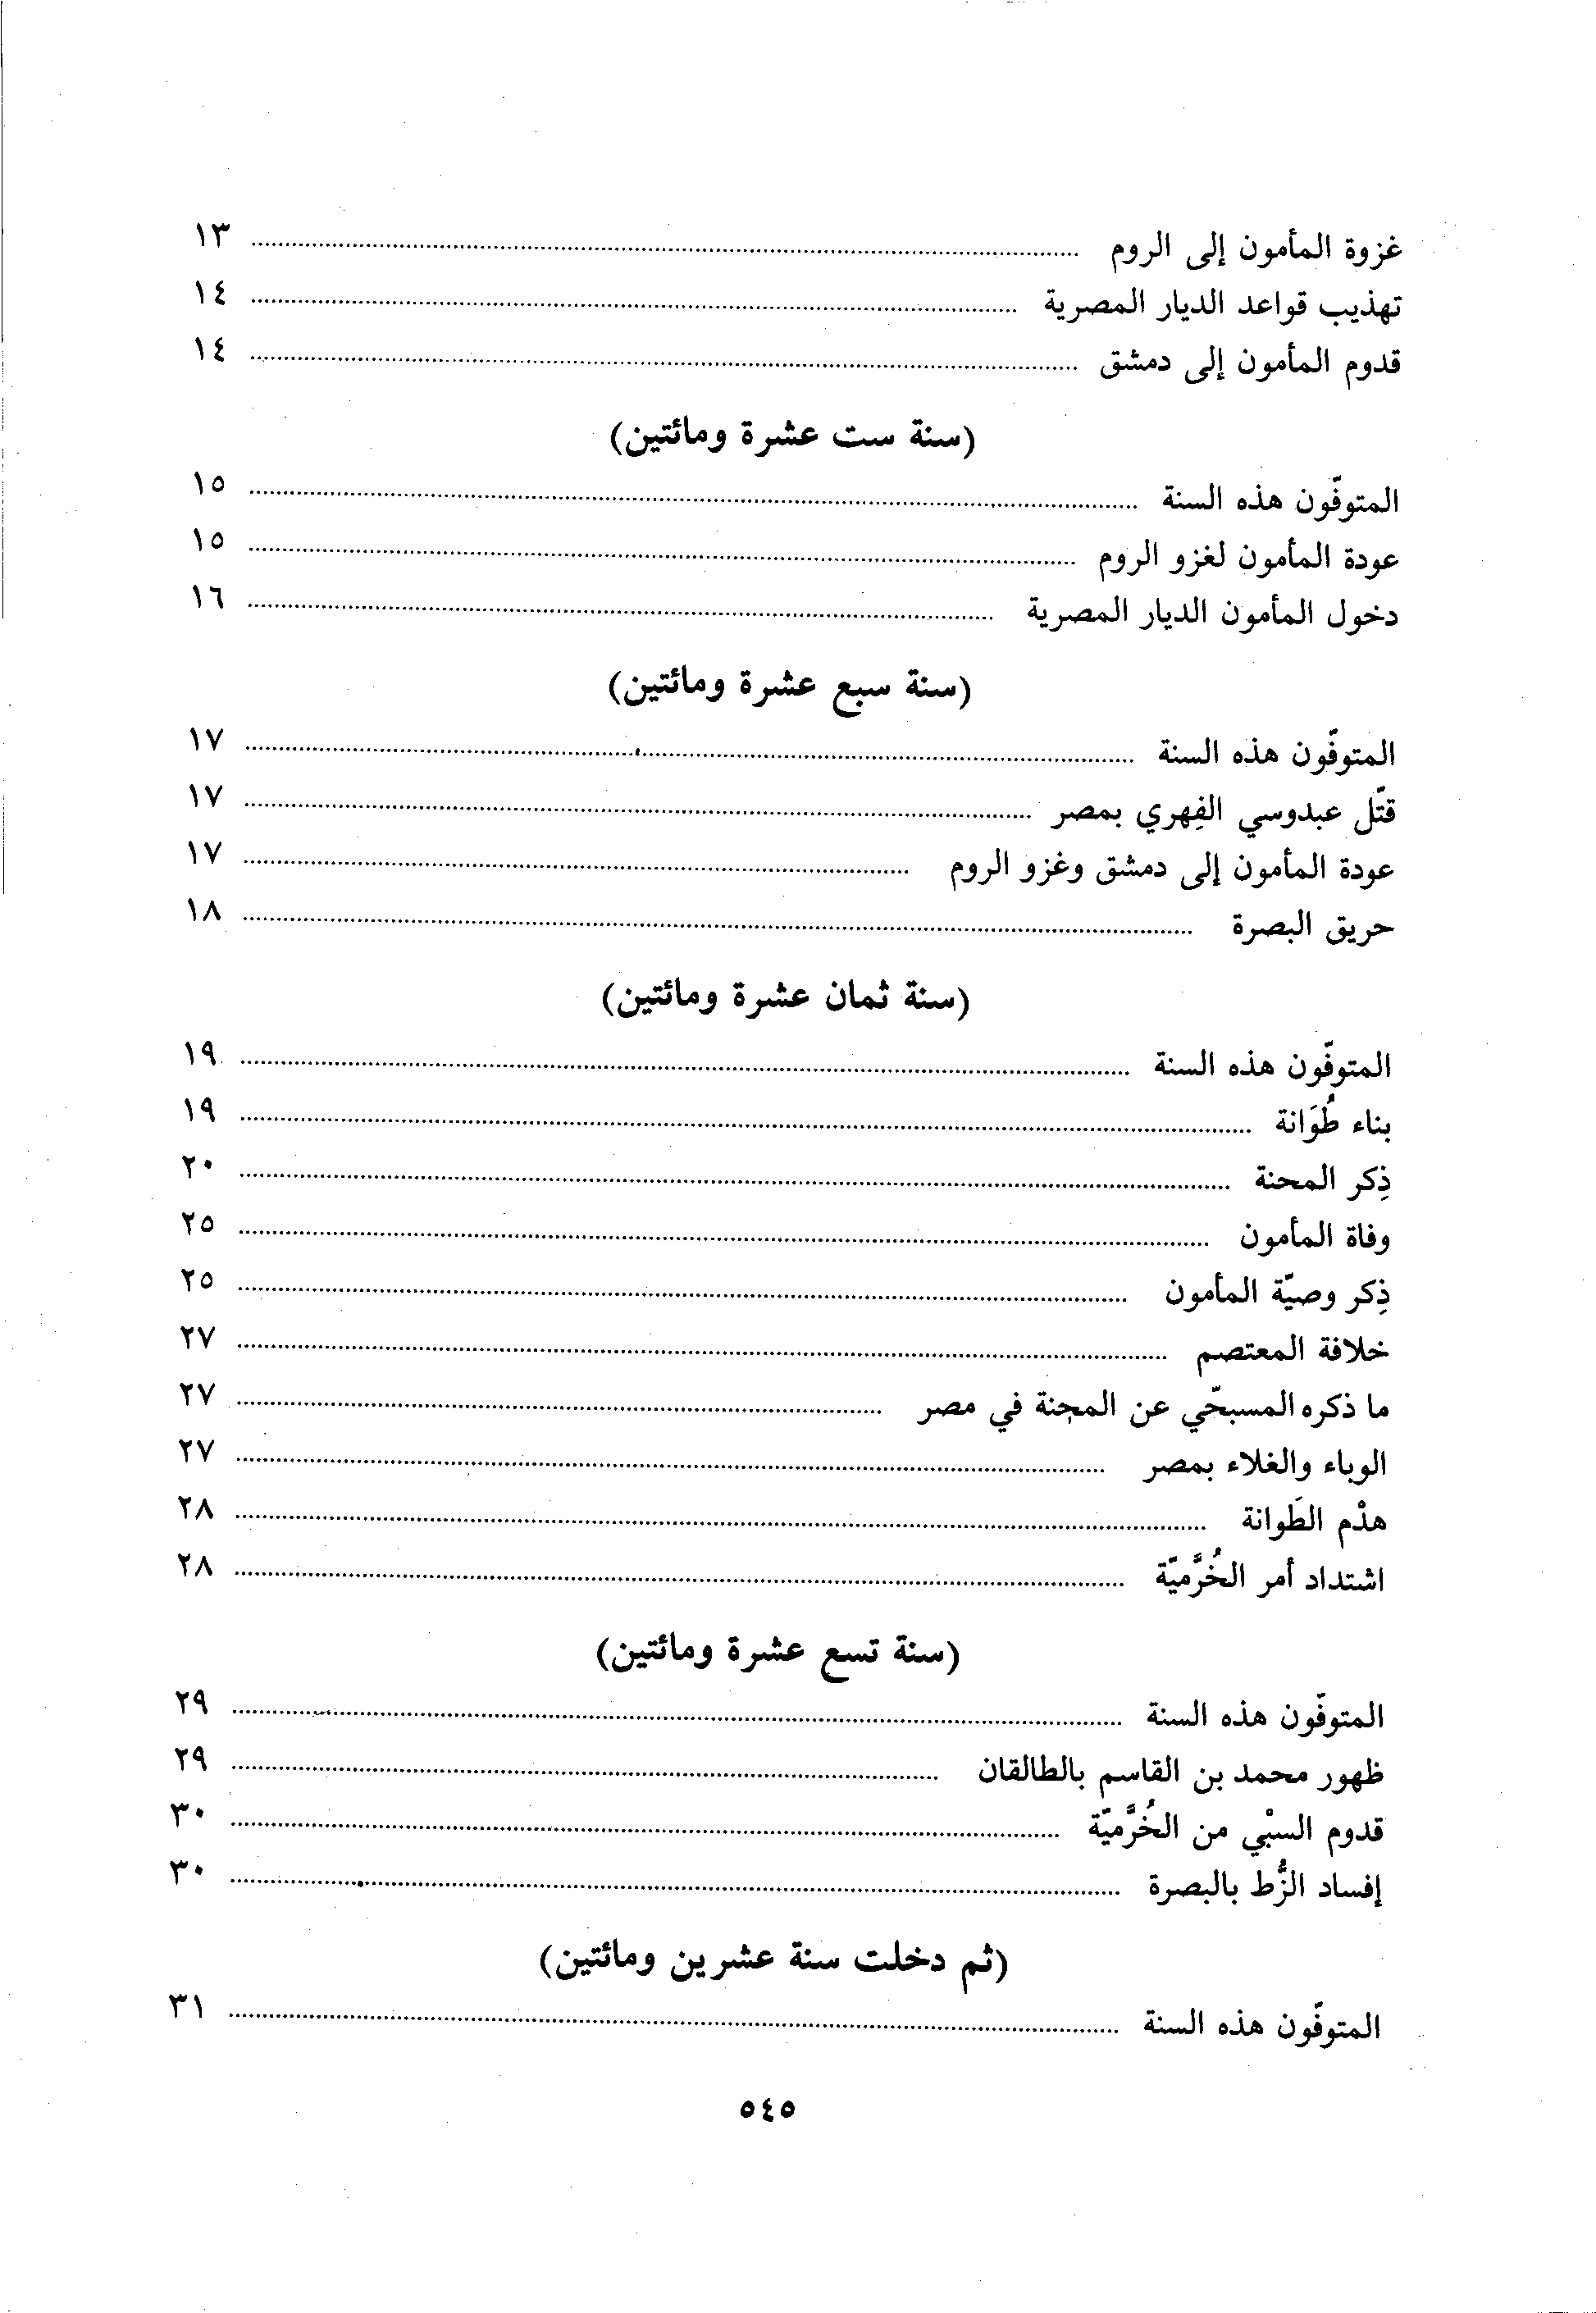 غزوة المأمون إلى الروم ........ ١٣
تهذيب قواعد الديار المصرية ........ ١٤
قدوم المأمون إلى دمشق ........ ١٤
(سنة ست عشرة ومائتين)
المتوفّون هذه السنة ........ ١٥
عودة المأمون لغزو الروم ........ ١٥
دخول المأمون الديار المصرية ........ ١٦
(سنة سبع عشرة ومائتين)
المتوفّون هذه السنة ........ ١٧
قتْل عبدوسي الفِهري بمصر ........ ١٧
عودة المأمون إلى دمشق وغزو الروم ........ ١٧
حريق البصرة ........ ١٨
(سنة ثمان عشرة ومائتين)
المتوفّون هذه السنة ........ ١٩
بناء طُوَانة ........ ١٩
ذِكر المحنة ........ ٢٠
وفاة المأمون ........ ٢٥
ذِكر وصيّة المأمون ........ ٢٥
خلافة المعتصم ........ ٢٧
ما ذكره المسبحّي عن المحنة في مصر ........ ٢٧
الوباء والغلاء بمصر ........ ٢٧
هدْم الطَوانة ........ ٢٨
اشتداد أمر الخُرَّميّة ........ ٢٨
(سنة تسع عشرة ومائتين)
المتوفّون هذه السنة ........ ٢٩
ظهور محمد بن القاسم بالطالقان ........ ٢٩
قدوم السبْي من الخُرَّميّة ........ ٣٠
إفساد الزُّط بالبصرة ........ ٣٠
(ثم دخلت سنة عشرين ومائتين)
المتوفّون هذه السنة ........ ٣١
٥٤٥